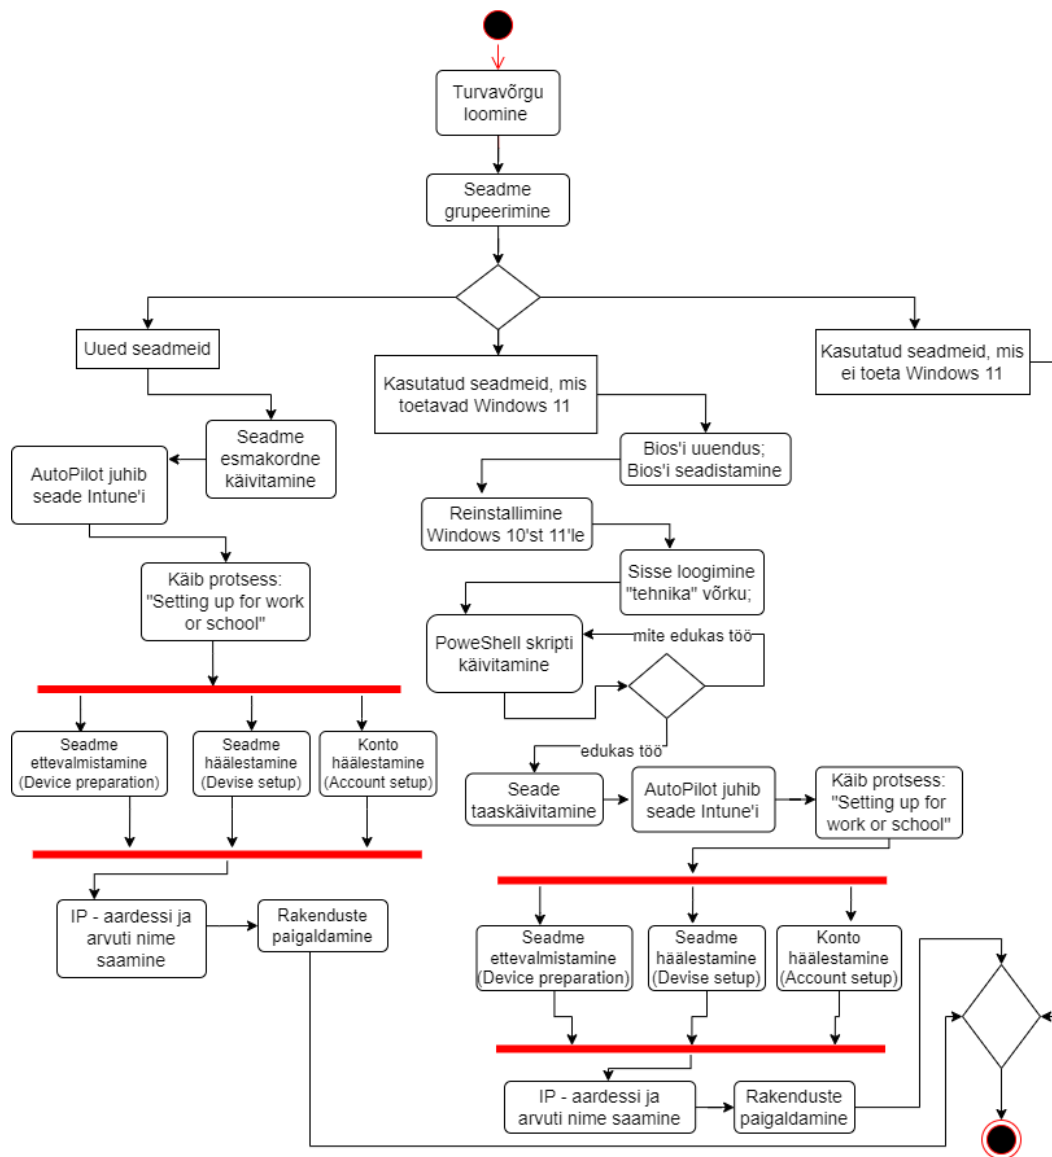 Turvavõrgu
loomine
Seadme
grupeerimine
Uued seadmeid
Kasutatud seadmeid, mis
toetavad Windows 11
Kasutatud seadmeid, mis
ei toeta Windows 11
Seadme
esmakordne
käivitamine
AutoPilot juhib
seade Intune'i
Käib protsess:
"Setting up for work
or school"
Bios'i uuendus;
Bios'i seadistamine
Reinstallimine
Windows 10'st 11'le
Sisse loogimine
"tehnika" võrku;
PoweShell skripti
käivitamine
mite edukas töö
edukas töö
Seadme
ettevalmistamine
(Device preparation)
Seadme
häälestamine
(Devise setup)
Konto
häälestamine
(Account setup)
Seade
taaskäivitamine
AutoPilot juhib
seade Intune'i
Käib protsess:
"Setting up for
work or school"
IP - aardessi ja
arvuti nime
saamine
Rakenduste
paigaldamine
Seadme
ettevalmistamine
(Device preparation)
Seadme
häälestamine
(Devise setup)
Konto
häälestamine
(Account setup)
IP - aardessi ja
arvuti nime saamine
Rakenduste
paigaldamine